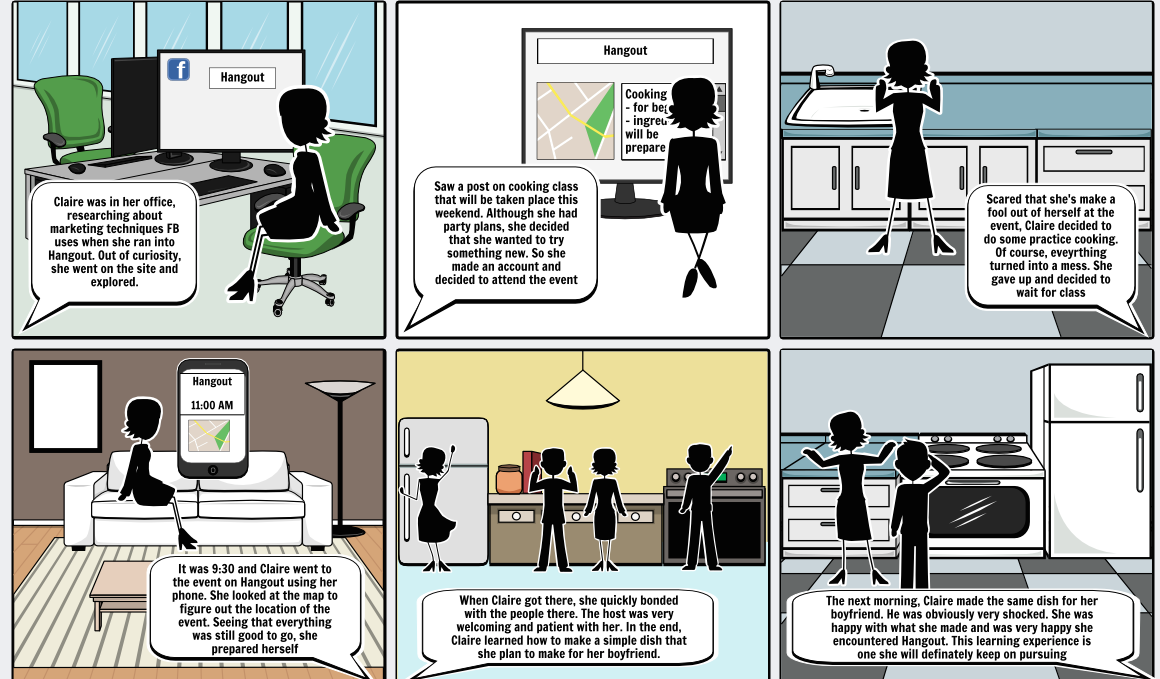 f
Hangout
Claire was in her office,
researching about
marketing techniques FB
uses when she ran into
Hangout. Out of curiosity,
she went on the site and
explored.
Hangout
Cooking
- for beg
- ingred
will be
prepare
Saw a post on cooking class
that will be taken place this
weekend. Although she had
party plans, she decided
that she wanted to try
something new. So she
made an account and
decided to attend the event
Scared that she's make a
fool out of herself at the
event, Claire decided to
do some practice cooking.
Of course, eveyrthing
turned into a mess. She
gave up and decided to
wait for class
Hangout
11:00 AM
It was 9:30 and Claire went to
the event on Hangout using her
phone. She looked at the map to
figure out the location of the
event. Seeing that everything
was still good to go, she
prepared herself
When Claire got there, she quickly bonded
with the people there. The host was very
welcoming and patient with her. In the end,
Claire learned how to make a simple dish that
she plan to make for her boyfriend.
The next morning, Claire made the same dish for her
boyfriend. He was obviously very shocked. She was
happy with what she made and was very happy she
encountered Hangout. This learning experience is
one she will definately keep on pursuing